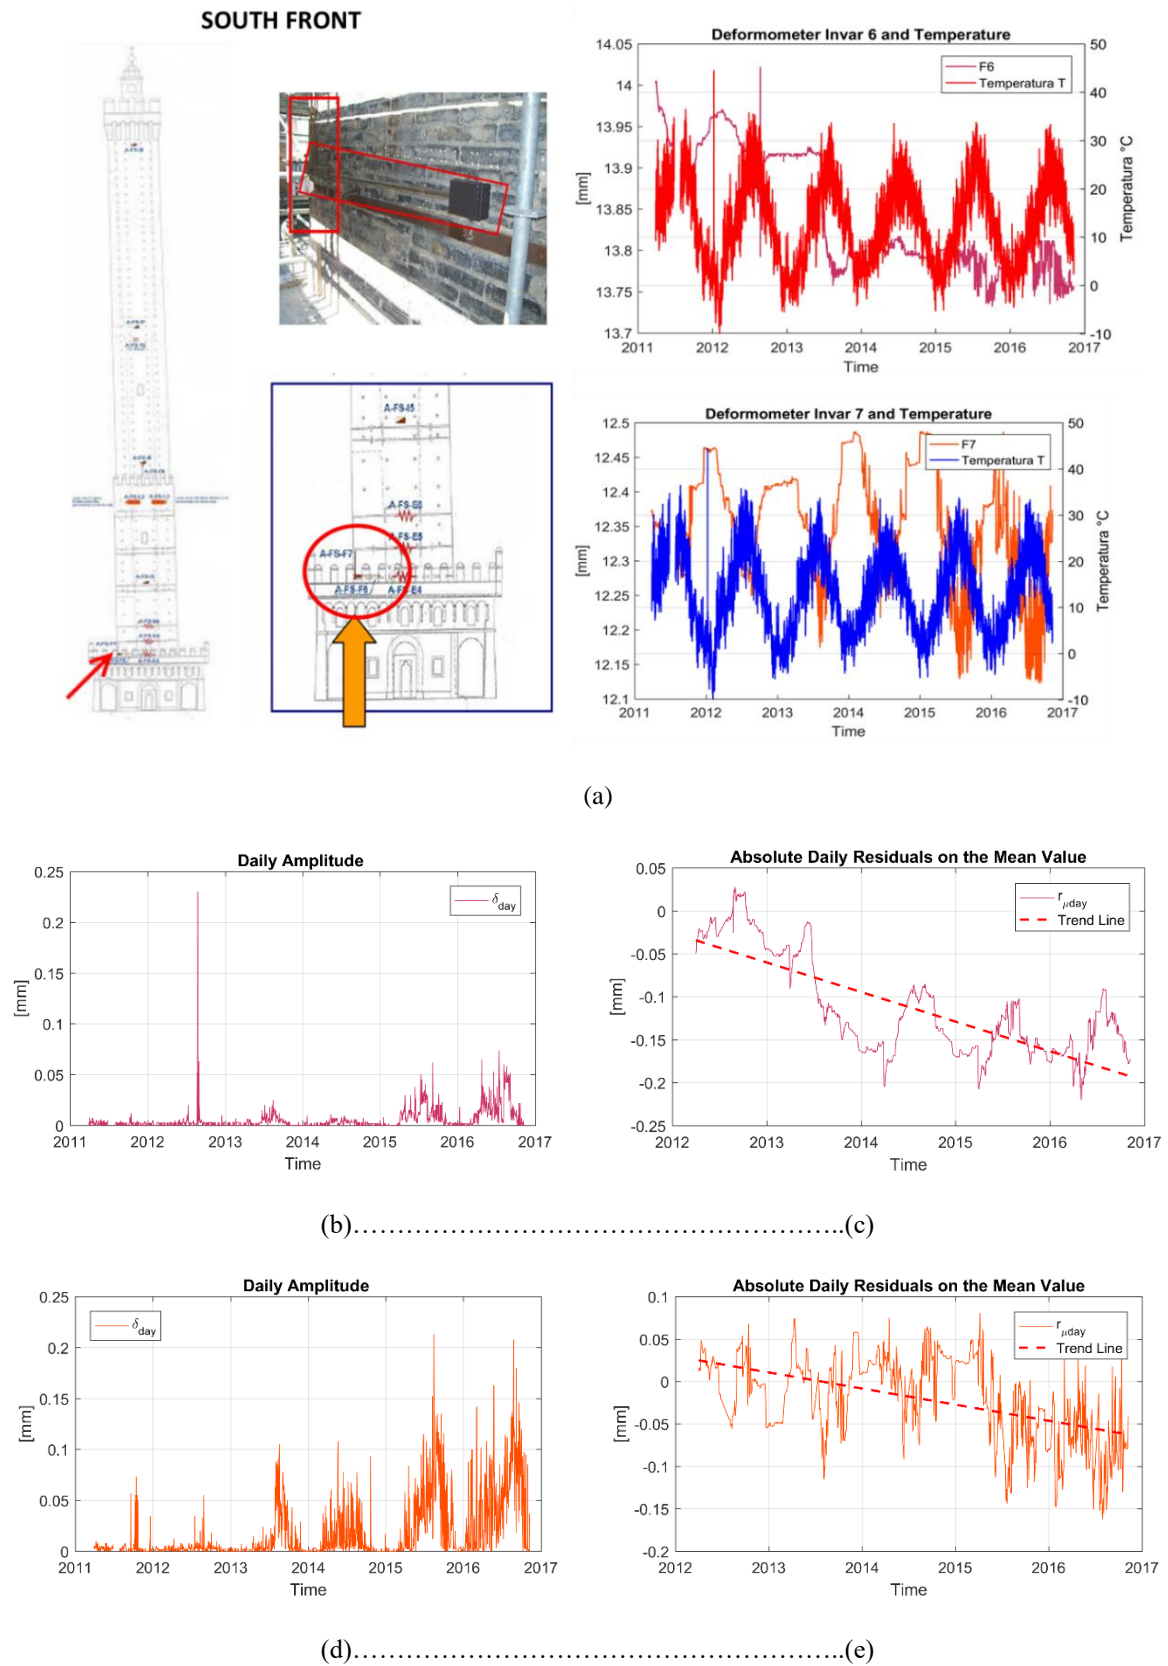 SOUTH FRONT
A-FS-I5
A-FS-E6
A-FS-E5
A-FS-F7
A-FS-F6
A-FS-E4
Deformometer Invar 6 and Temperature
F6
Temperatura T
14.05
14
13.95
13.9
13.85
13.8
13.75
13.7
[mm]
50
40
30
20
10
0
-10
Temperatura °C
2011 2012 2013 2014 2015 2016 2017
Time
Deformometer Invar 7 and Temperature
F7
Temperatura T
12.5
12.45
12.4
12.35
12.3
12.25
12.2
12.15
12.1
[mm]
50
40
30
20
10
0
-10
Temperatura °C
2011 2012 2013 2014 2015 2016 2017
Time
(a)
Daily Amplitude
δday
0.25
0.2
0.15
0.1
0.05
0
[mm]
2011 2012 2013 2014 2015 2016 2017
Time
Absolute Daily Residuals on the Mean Value
rμday
Trend Line
0.05
0
-0.05
-0.1
-0.15
-0.2
-0.25
[mm]
2012 2013 2014 2015 2016 2017
Time
(b)…………………………………………………..(c)
Daily Amplitude
δday
0.25
0.2
0.15
0.1
0.05
0
[mm]
2011 2012 2013 2014 2015 2016 2017
Time
Absolute Daily Residuals on the Mean Value
rμday
Trend Line
0.1
0.05
0
-0.05
-0.1
-0.15
-0.2
[mm]
2012 2013 2014 2015 2016 2017
Time
(d)…………………………………………………..(e)